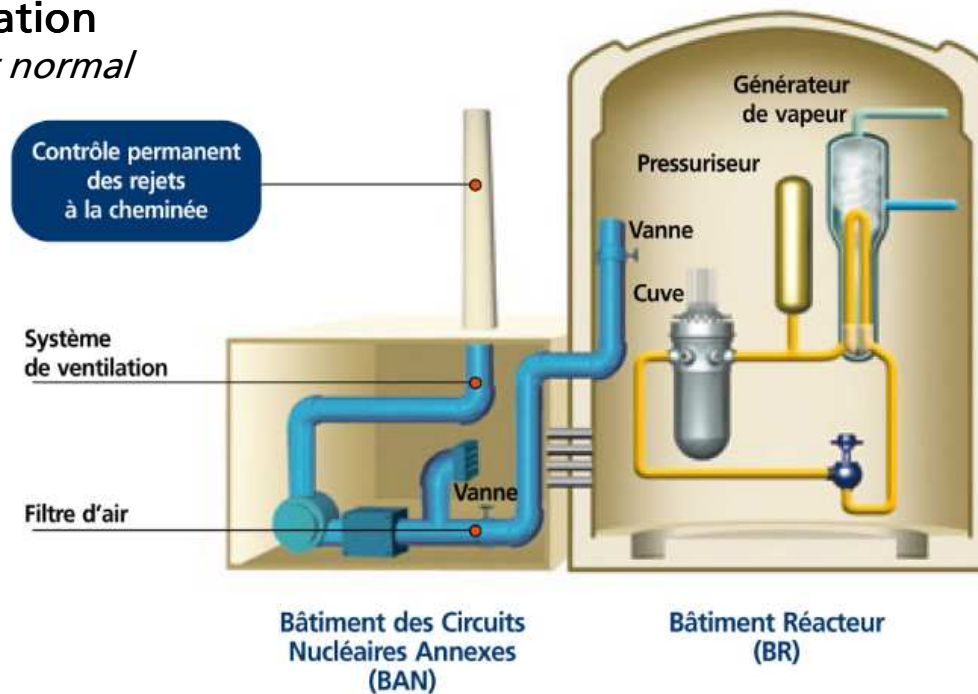 normal
Contrôle permanent
des rejets
à la cheminée
Système
de ventilation
Filtre d'air
Vanne
Générateur
de vapeur
Pressuriseur
Vanne
Cuve
Bâtiment des Circuits
Nucléaires Annexes
(BAN)
Bâtiment Réacteur
(BR)